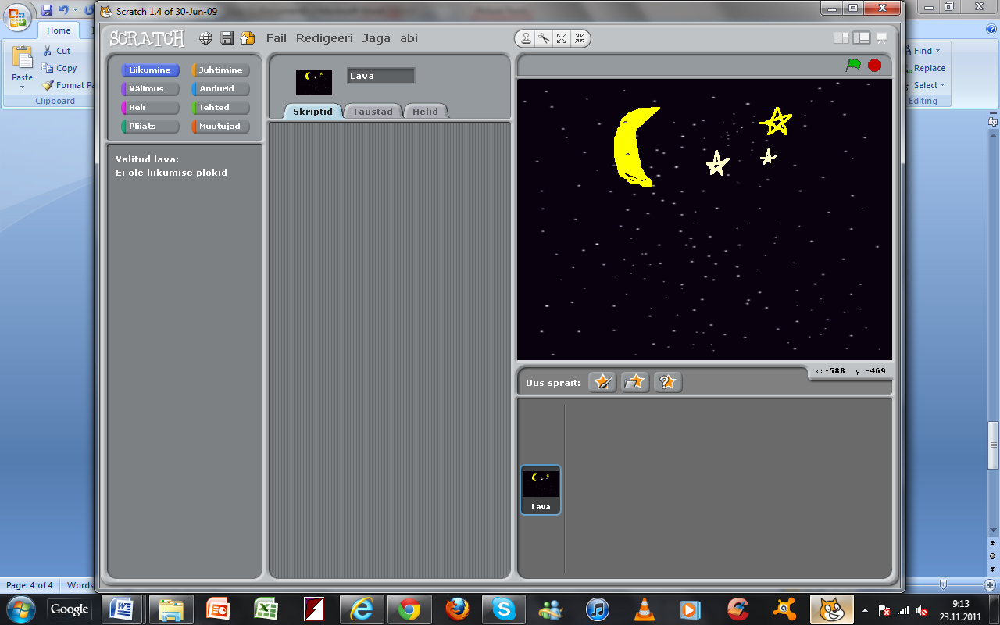 Scratch 1.4 of 30-Jun-09
Home
Cut
Copy
Format Pa
Paste
Clipboard
Find
Replace
Select
Editing
SCRATCH
Fail Redigeeri Jaga abi
Liikumine Juhtimine
Välimus Andurid
Heli Tehted
Pliiats Muutujad
Valitud lava:
Ei ole liikumise plokid
Lava
Skriptid Taustad Helid
x: -588 y: -469
Uus sprait:
Lava
Page: 4 of 4 Words
Google
9:13
23.11.2011